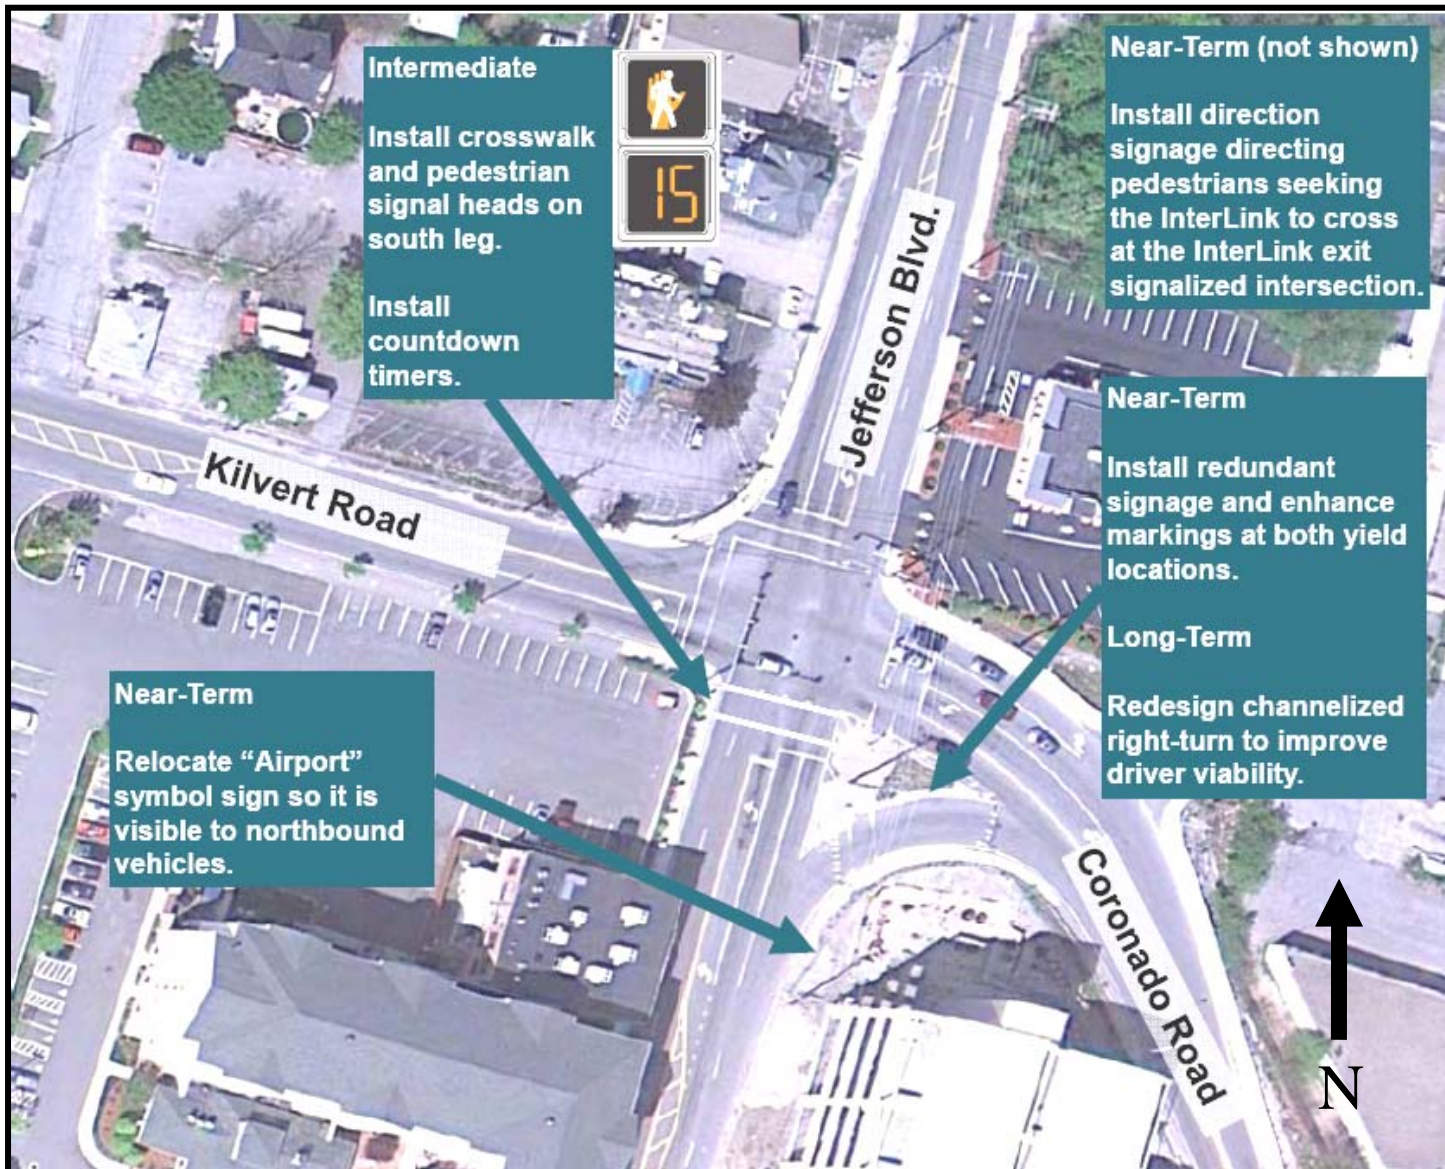 Intermediate
Install crosswalk
and pedestrian
signal heads on
south leg.
Install
countdown
timers.
15
Near-Term (not shown)
Install direction
signage directing
pedestrians seeking
the InterLink to cross
at the InterLink exit
signalized intersection.
Jefferson Blvd.
Kilvert Road
Near-Term
Install redundant
signage and enhance
markings at both yield
locations.
Long-Term
Redesign channelized
right-turn to improve
driver viability.
Near-Term
Relocate “Airport”
symbol sign so it is
visible to northbound
vehicles.
Coronado Road
N